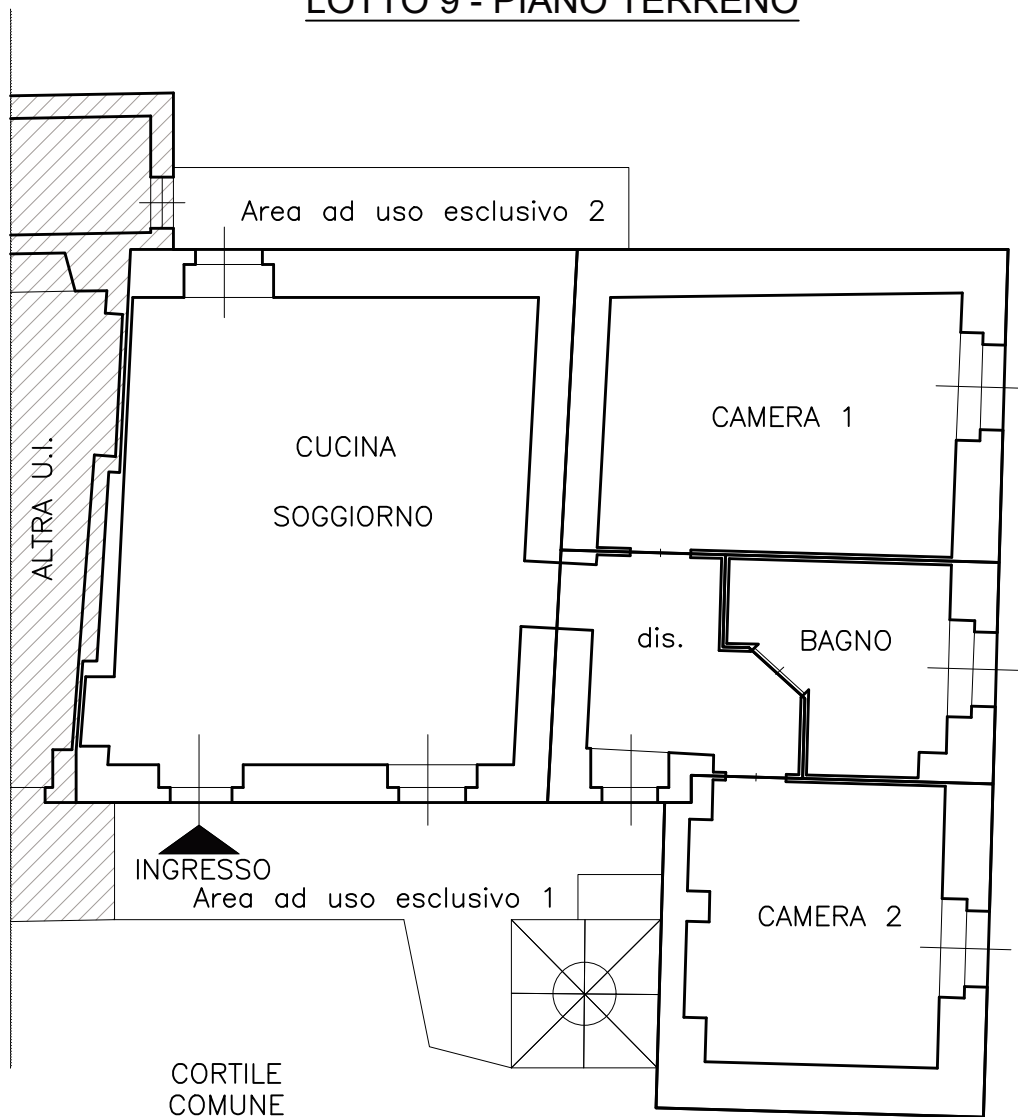 LOTTO 9 - PIANO TERRENO
Area ad uso esclusivo 2
CAMERA 1
CUCINA
SOGGIORNO
ALTRA U.I.
dis.
BAGNO
INGRESSO
Area ad uso esclusivo 1
CAMERA 2
CORTILE
COMUNE